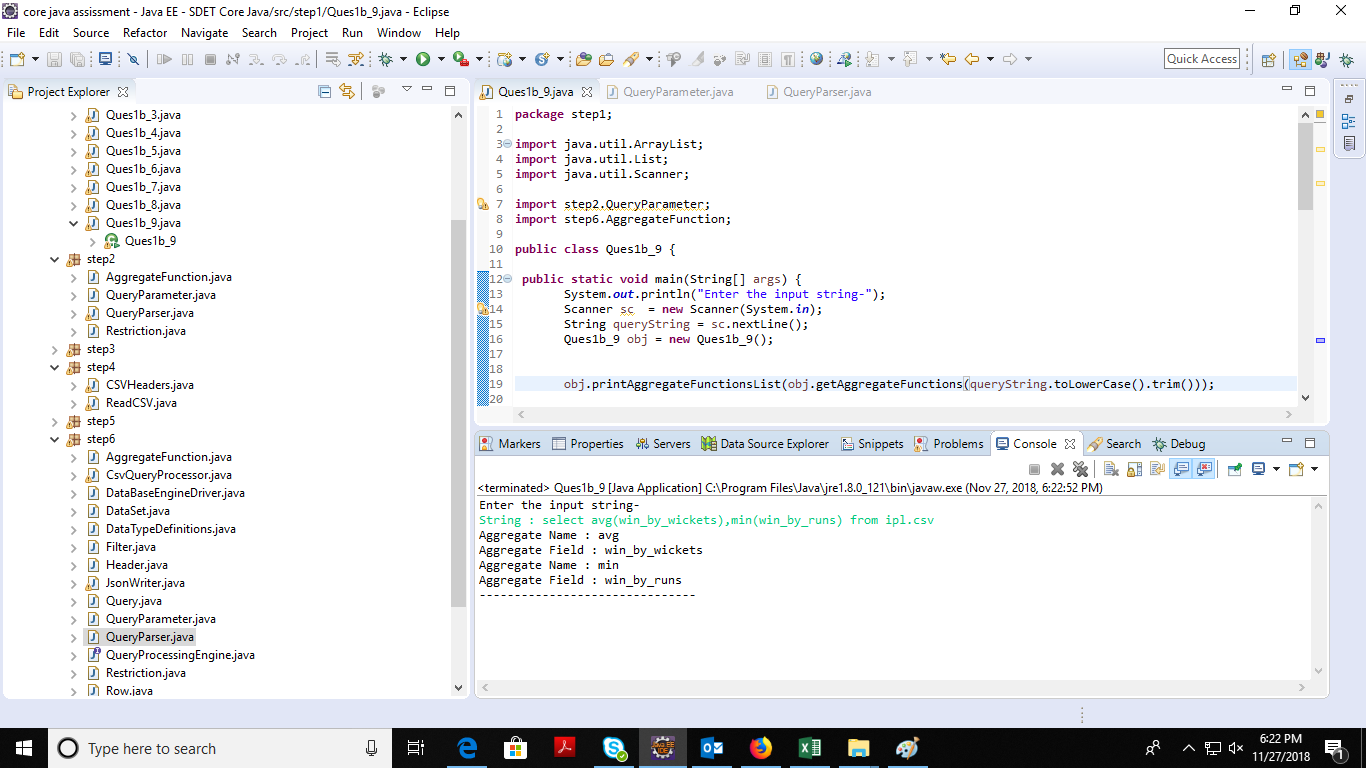 core java assissment - Java EE - SDET Core Java/src/step1/Ques1b_9.java - Eclipse
File Edit Source Refactor Navigate Search Project Run Window Help
Quick Access
Project Explorer
Ques1b_3.java
Ques1b_4.java
Ques1b_5.java
Ques1b_6.java
Ques1b_7.java
Ques1b_8.java
Ques1b_9.java
Ques1b_9
step2
AggregateFunction.java
QueryParameter.java
QueryParser.java
Restriction.java
step3
step4
CSVHeaders.java
ReadCSV.java
step5
step6
AggregateFunction.java
CsvQueryProcessor.java
DataBaseEngineDriver.java
DataSet.java
DataTypeDefinitions.java
Filter.java
Header.java
JsonWriter.java
Query.java
QueryParameter.java
QueryParser.java
QueryProcessingEngine.java
Restriction.java
Row.java
Ques1b_9.java QueryParameter.java QueryParser.java
1 package step1;
2
3 import java.util.ArrayList;
4 import java.util.List;
5 import java.util.Scanner;
6
7 import step2.QueryParameter;
8 import step6.AggregateFunction;
9
10 public class Ques1b_9 {
11
12 public static void main(String[] args) {
13 System.out.println("Enter the input string-");
14 Scanner sc = new Scanner(System.in);
15 String queryString = sc.nextLine();
16 Ques1b_9 obj = new Ques1b_9();
17
18
19 obj.printAggregateFunctionsList(obj.getAggregateFunctions(queryString.toLowerCase().trim()));
20
Markers Properties Servers Data Source Explorer Snippets Problems Console Search Debug
<terminated> Ques1b_9 [Java Application] C:\Program Files\Java\jre1.8.0_121\bin\javaw.exe (Nov 27, 2018, 6:22:52 PM)
Enter the input string-
String : select avg(win_by_wickets),min(win_by_runs) from ipl.csv
Aggregate Name : avg
Aggregate Field : win_by_wickets
Aggregate Name : min
Aggregate Field : win_by_runs
-------------------------------
Type here to search
6:22 PM
11/27/2018
1